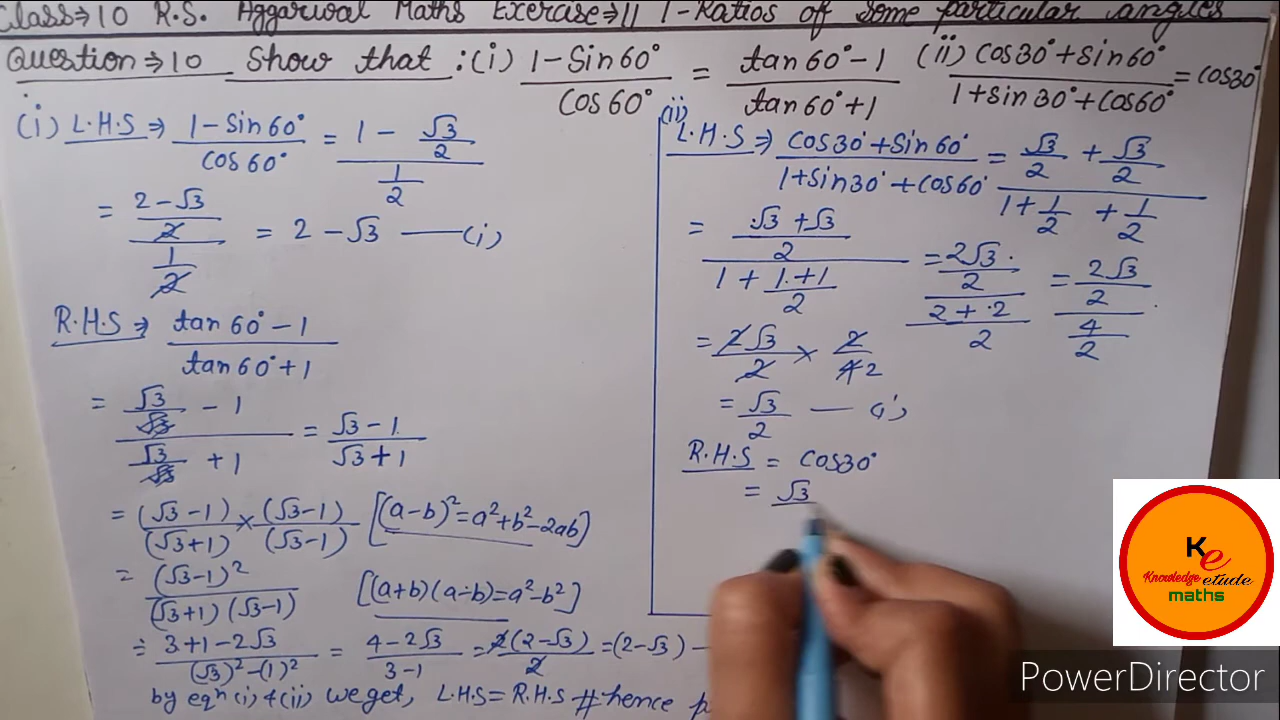 Class⇒10 R.S. Aggarwal Maths Exercise⇒11 T-Ratios of some particular angles
Question⇒10 Show that :(i) (1-Sin60°)/(Cos60°) = (tan60°-1)/(tan60°+1) (ii) (Cos30°+Sin60°)/(1+Sin30°+Cos60°) = Cos30°
(i) L.H.S ⇒ (1-Sin60°)/(Cos60°) = (1-√3/2)/(1/2)
= ((2-√3)/2)/(1/2) = 2-√3 —(i)
R.H.S ⇒ (tan60°-1)/(tan60°+1)
= (√3 - 1)/(√3 + 1) = (√3-1)/(√3+1)
= (√3-1)/(√3+1) × (√3-1)/(√3-1) [(a-b)²=a²+b²-2ab]
= (√3-1)²/(√3+1)(√3-1) [(a+b)(a-b)=a²-b²]
= (3+1-2√3)/((√3)²-(1)²) = (4-2√3)/(3-1) = 2(2-√3)/2 = (2-√3) —
by eqⁿ (i) & (ii) we get, L.H.S = R.H.S # hence p
(ii)
L.H.S ⇒ (Cos30°+Sin60°)/(1+Sin30°+Cos60°) = (√3/2 + √3/2)/(1+1/2+1/2)
= ((√3+√3)/2)/(1+(1+1)/2) = (2√3/2)/((2+2)/2) = (2√3/2)/(4/2)
= 2√3/2 × 2/4 2
= √3/2 — (i)
R.H.S = Cos30°
= √3
Ke
Knowledge etude
maths
PowerDirector